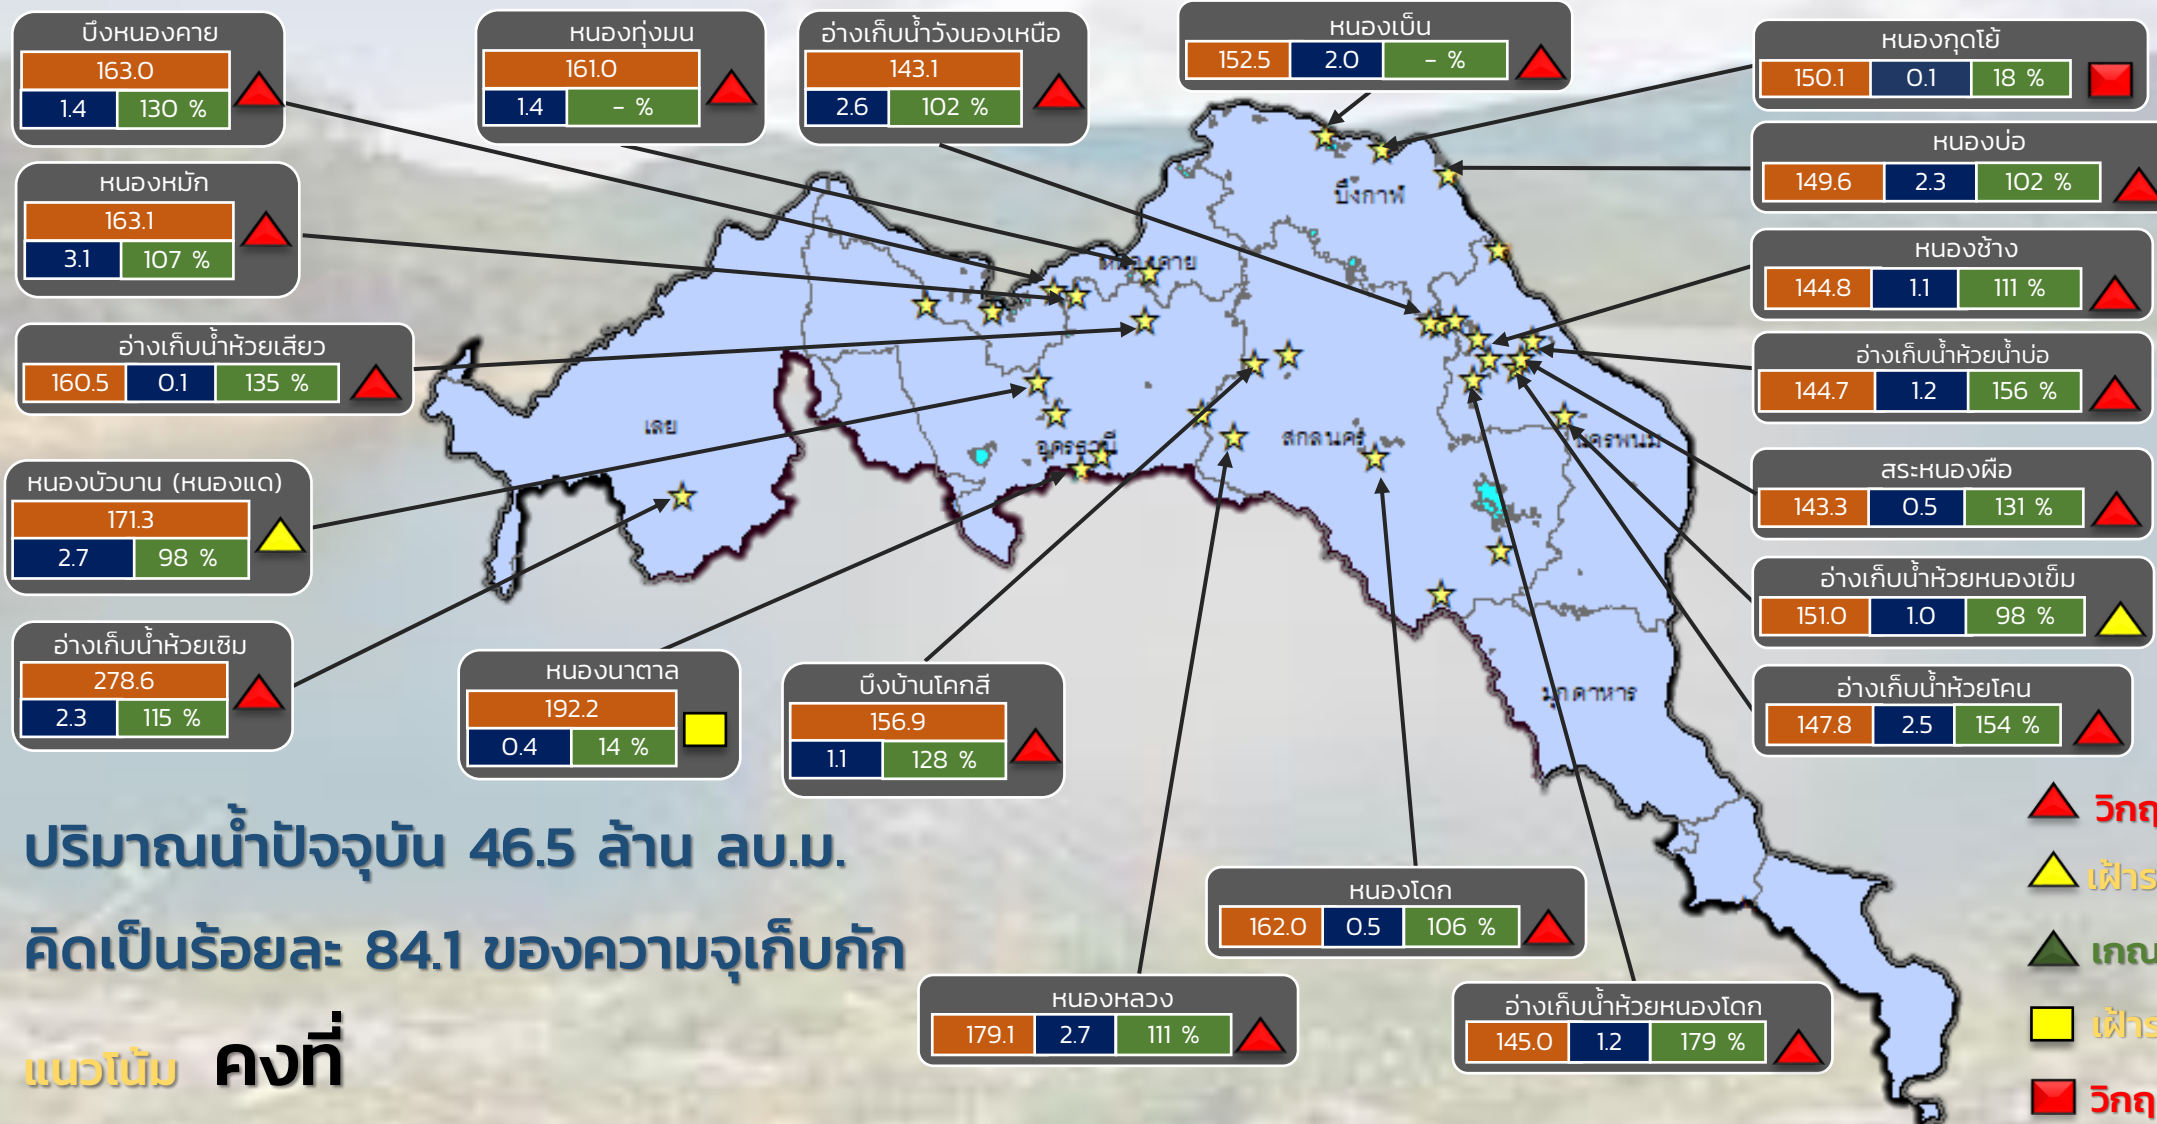 บึงหนองคาย
163.0
1.4 130 %
หนองทุ่งมน
161.0
1.4 - %
อ่างเก็บน้ำวังนองเหนือ
143.1
2.6 102 %
หนองเบ็น
152.5 2.0 - %
หนองกุดโย้
150.1 0.1 18 %
หนองหมัก
163.1
3.1 107 %
หนองบ่อ
149.6 2.3 102 %
หนองช้าง
144.8 1.1 111 %
อ่างเก็บน้ำห้วยเสียว
160.5 0.1 135 %
อ่างเก็บน้ำห้วยน้ำบ่อ
144.7 1.2 156 %
สระหนองผือ
143.3 0.5 131 %
หนองบัวบาน (หนองแด)
171.3
2.7 98 %
อ่างเก็บน้ำห้วยหนองเข็ม
151.0 1.0 98 %
อ่างเก็บน้ำห้วยเซิม
278.6
2.3 115 %
หนองนาตาล
192.2
0.4 14 %
บึงบ้านโคกสี
156.9
1.1 128 %
อ่างเก็บน้ำห้วยโคน
147.8 2.5 154 %
บึงกาฬ
เลย
สกลนคร
มุกดาหาร
ปริมาณน้ำปัจจุบัน 46.5 ล้าน ลบ.ม.
คิดเป็นร้อยละ 84.1 ของความจุเก็บกัก
แนวโน้ม คงที่
หนองโดก
162.0 0.5 106 %
หนองหลวง
179.1 2.7 111 %
อ่างเก็บน้ำห้วยหนองโดก
145.0 1.2 179 %